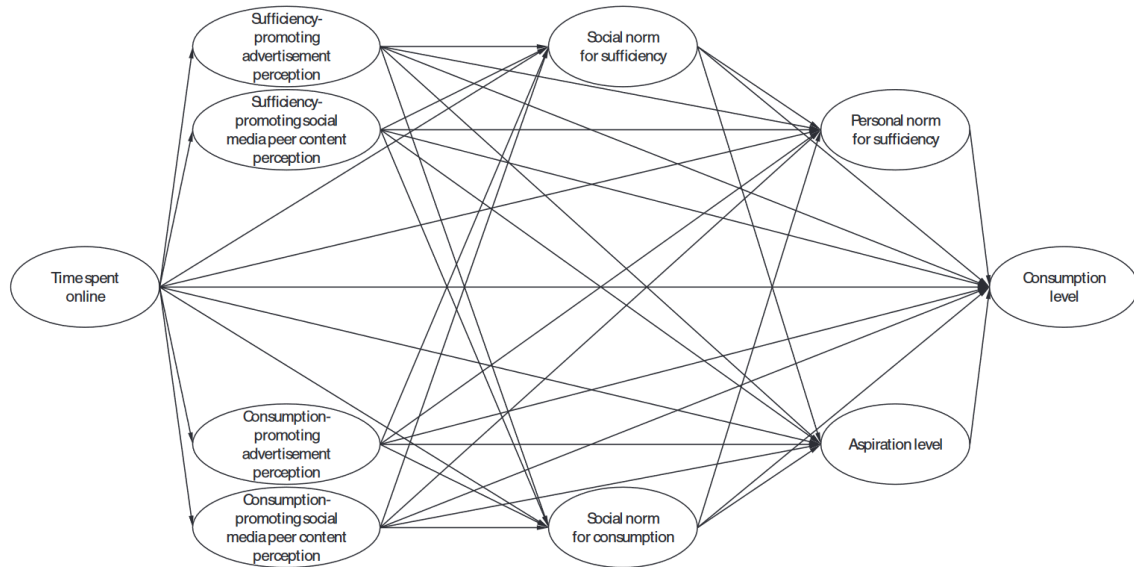 Sufficiency-
promoting
advertisement
perception
Social norm
for sufficiency
Sufficiency-
promoting social
media peer content
perception
Personal norm
for sufficiency
Time spent
online
Consumption
level
Consumption-
promoting
advertisement
perception
Aspiration level
Consumption-
promoting social
media peer content
perception
Social norm
for consumption